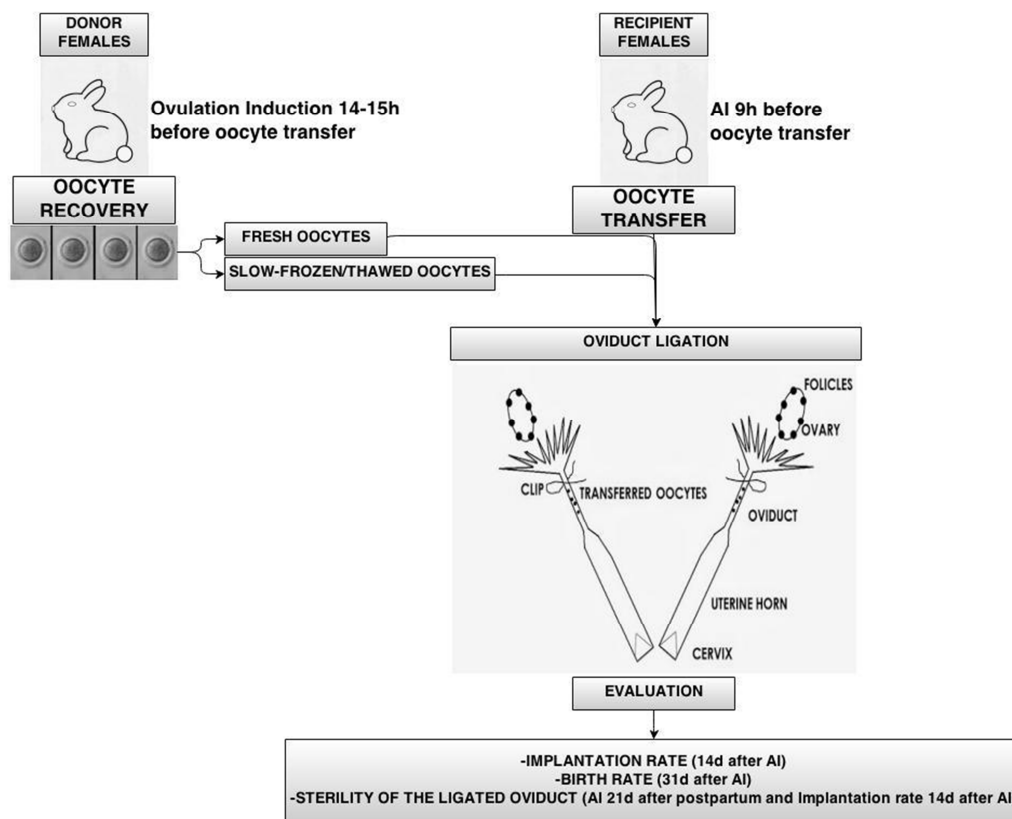 DONOR
FEMALES
Ovulation Induction 14-15h
before oocyte transfer
RECIPIENT
FEMALES
AI 9h before
oocyte transfer
OOCYTE
RECOVERY
OOCYTE
TRANSFER
FRESH OOCYTES
SLOW-FROZEN/THAWED OOCYTES
OVIDUCT LIGATION
FOLICLES
OVARY
CLIP
TRANSFERRED OOCYTES
OVIDUCT
UTERINE HORN
CERVIX
EVALUATION
-IMPLANTATION RATE (14d after AI)
-BIRTH RATE (31d after AI)
-STERILITY OF THE LIGATED OVIDUCT (AI 21d after postpartum and Implantation rate 14d after AI